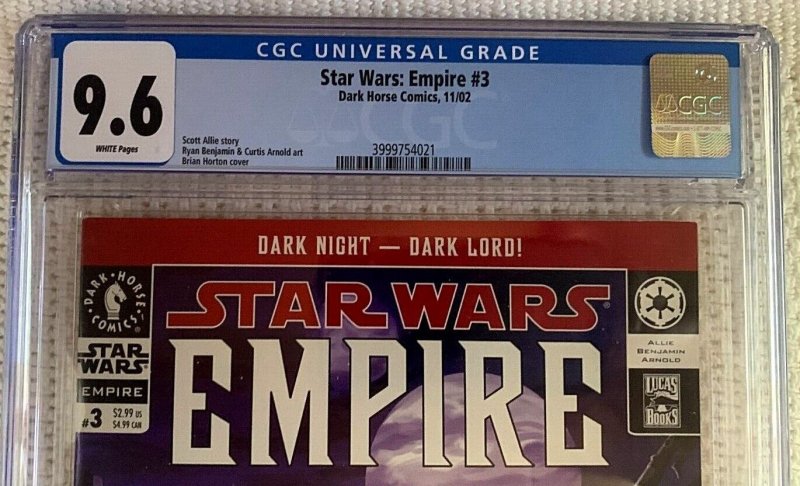 CGC UNIVERSAL GRADE
9.6
WHITE Pages
Star Wars: Empire #3
Dark Horse Comics, 11/02
Scott Allie story
Ryan Benjamin & Curtis Arnold art
Brian Horton cover
3999754021
CGC
CGC
DARK NIGHT — DARK LORD!
DARK HORSE COMICS
STAR WARS
EMPIRE
#3
$2.99 US
$4.99 CAN
STAR WARS
EMPIRE
ALLIE
BENJAMIN
ARNOLD
LUCAS
BOOKS